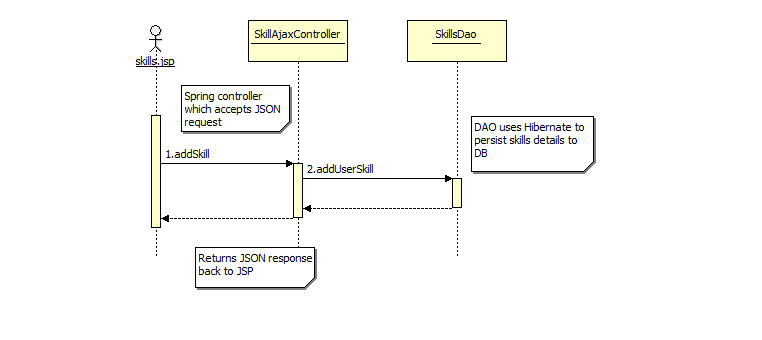 skills.jsp
SkillAjaxController
SkillsDao
Spring controller
which accepts JSON
request
DAO uses Hibernate to
persist skills details to
DB
1.addSkill
2.addUserSkill
Returns JSON response
back to JSP